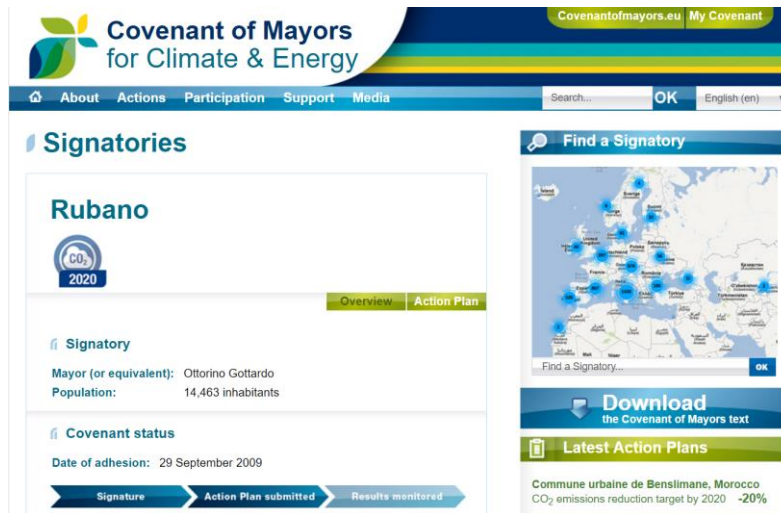 Covenantofmayors.eu My Covenant
Covenant of Mayors
for Climate & Energy
About Actions Participation Support Media
Search... OK English (en)
Signatories
Rubano
CO2
2020
Overview Action Plan
Signatory
Mayor (or equivalent): Ottorino Gottardo
Population: 14,463 inhabitants
Covenant status
Date of adhesion: 29 September 2009
Signature Action Plan submitted Results monitored
Find a Signatory
Find a Signatory... OK
Download
the Covenant of Mayors text
Latest Action Plans
Commune urbaine de Benslimane, Morocco
CO2 emissions reduction target by 2020 -20%